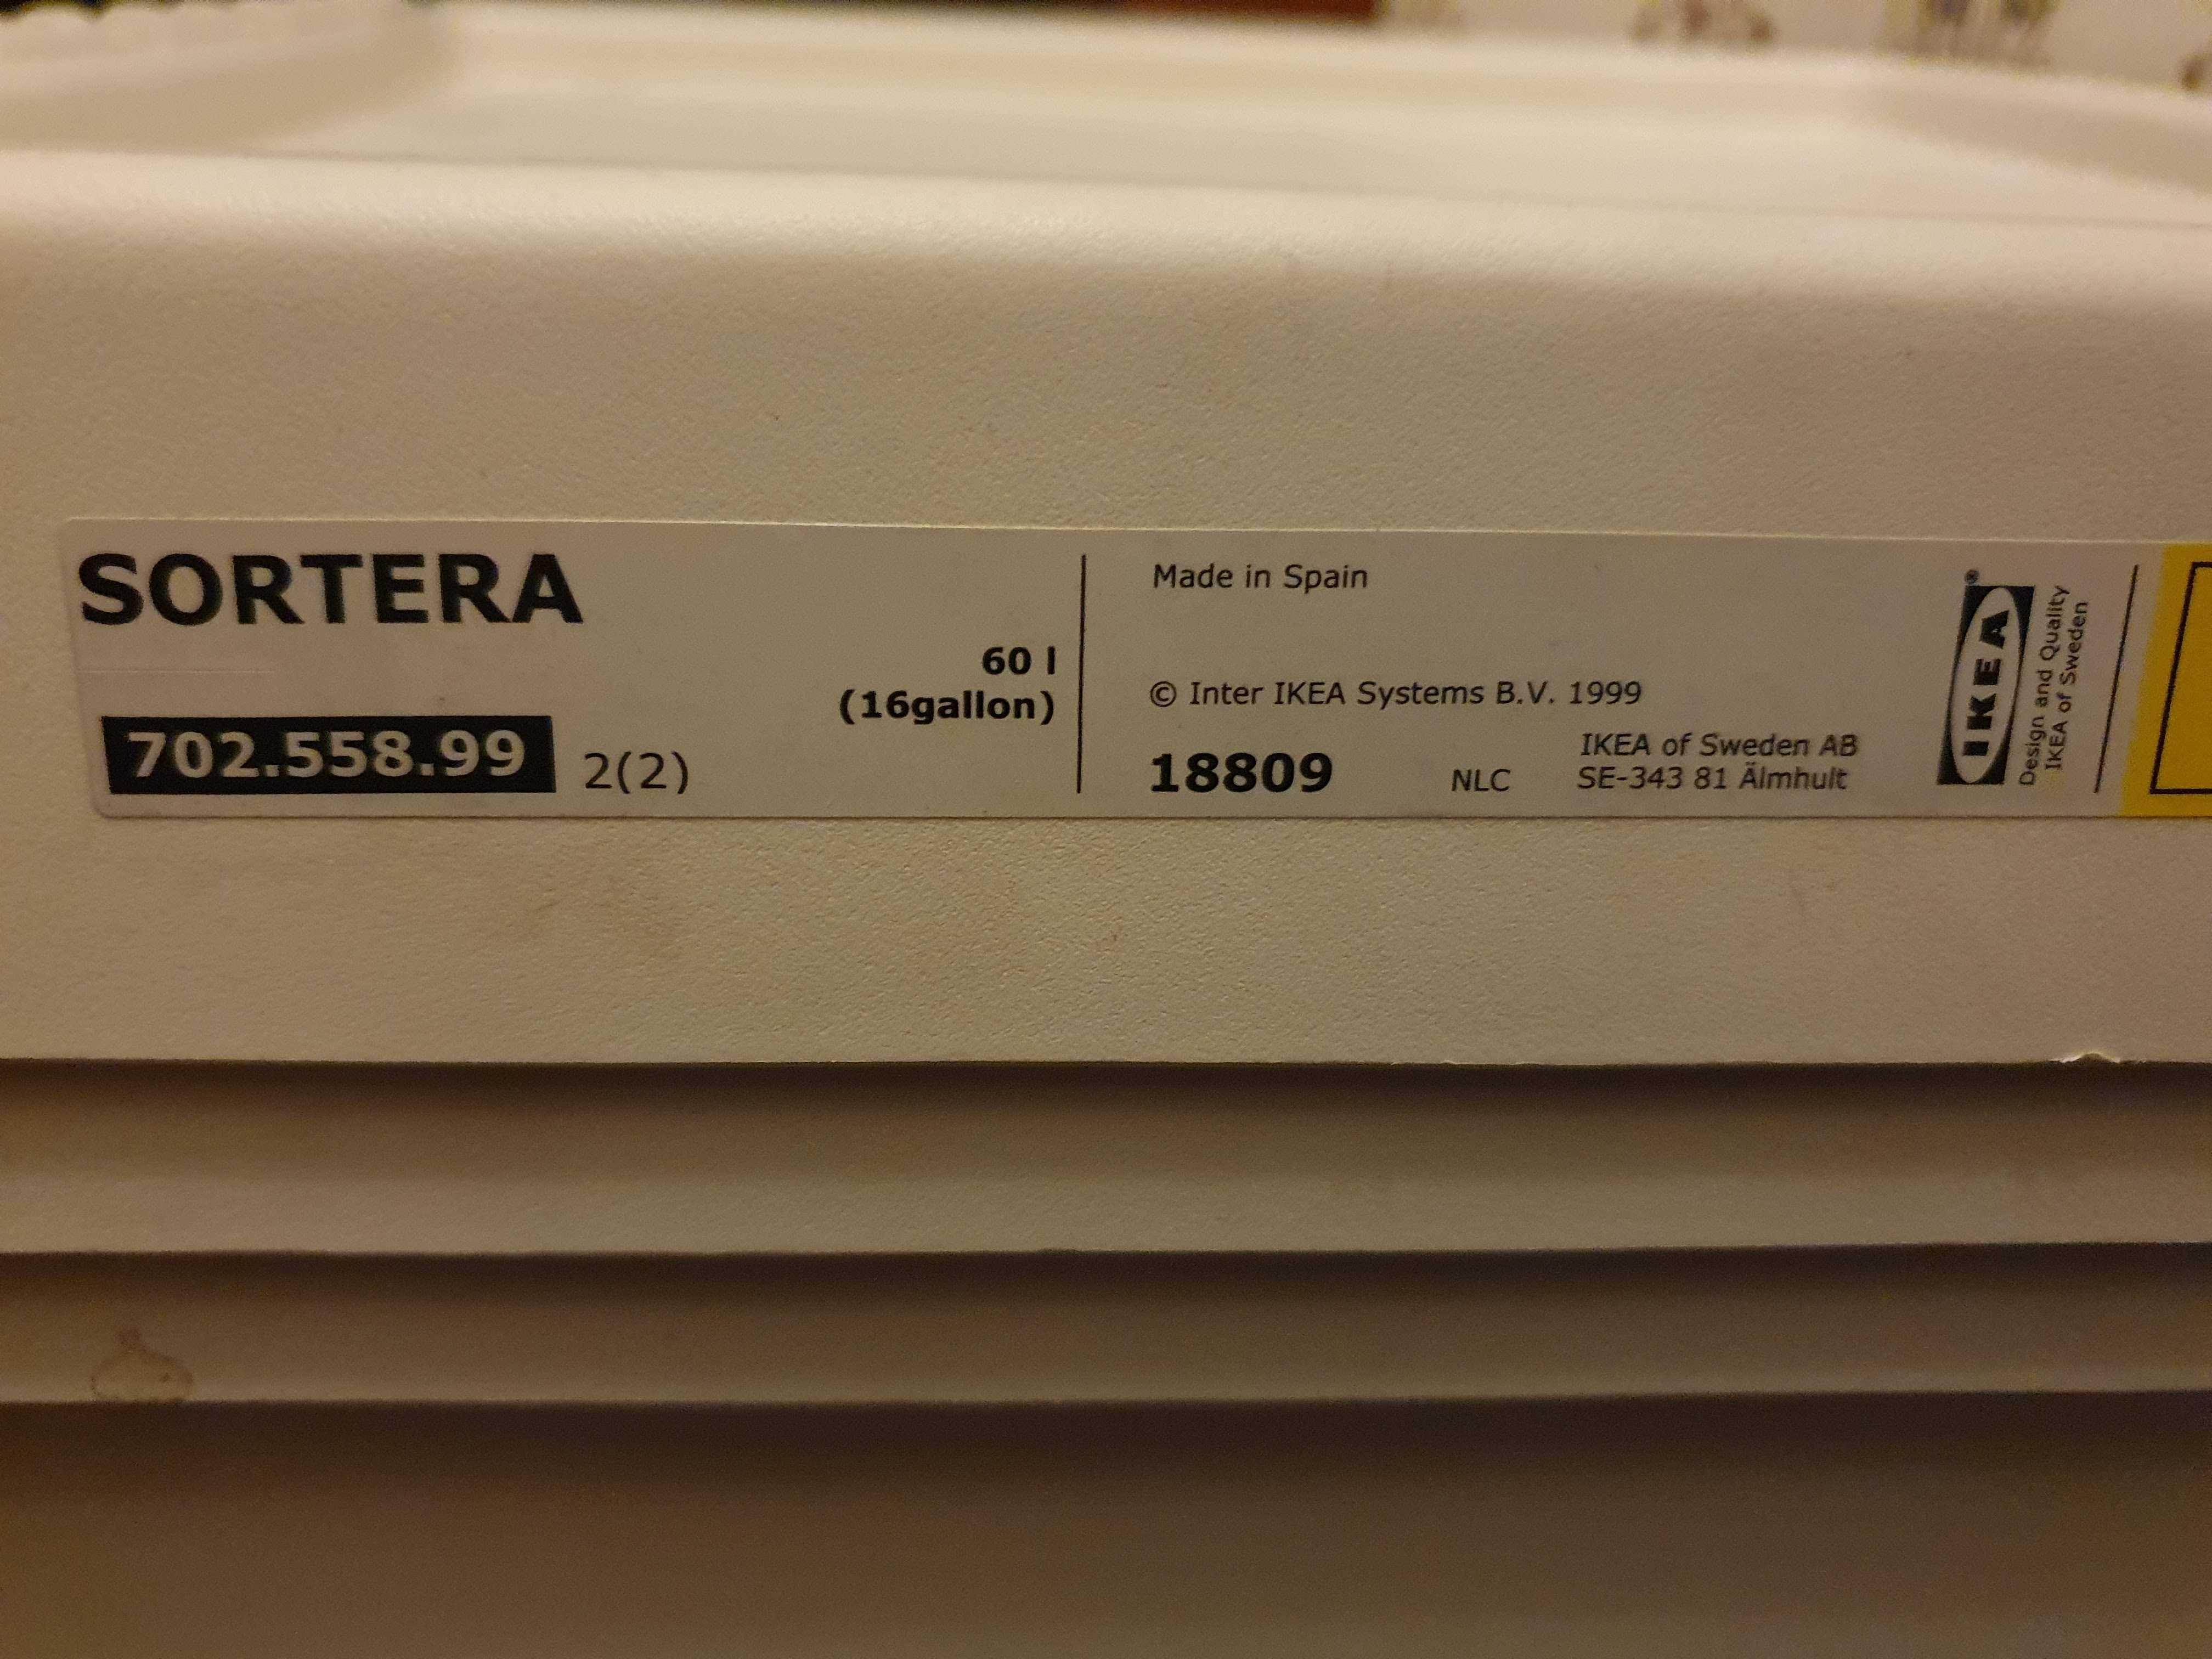 SORTERA
60 l
(16gallon)
702.558.99 2(2)
Made in Spain
© Inter IKEA Systems B.V. 1999
18809 NLC
IKEA of Sweden AB
SE-343 81 Älmhult
IKEA®
Design and Quality
IKEA of Sweden